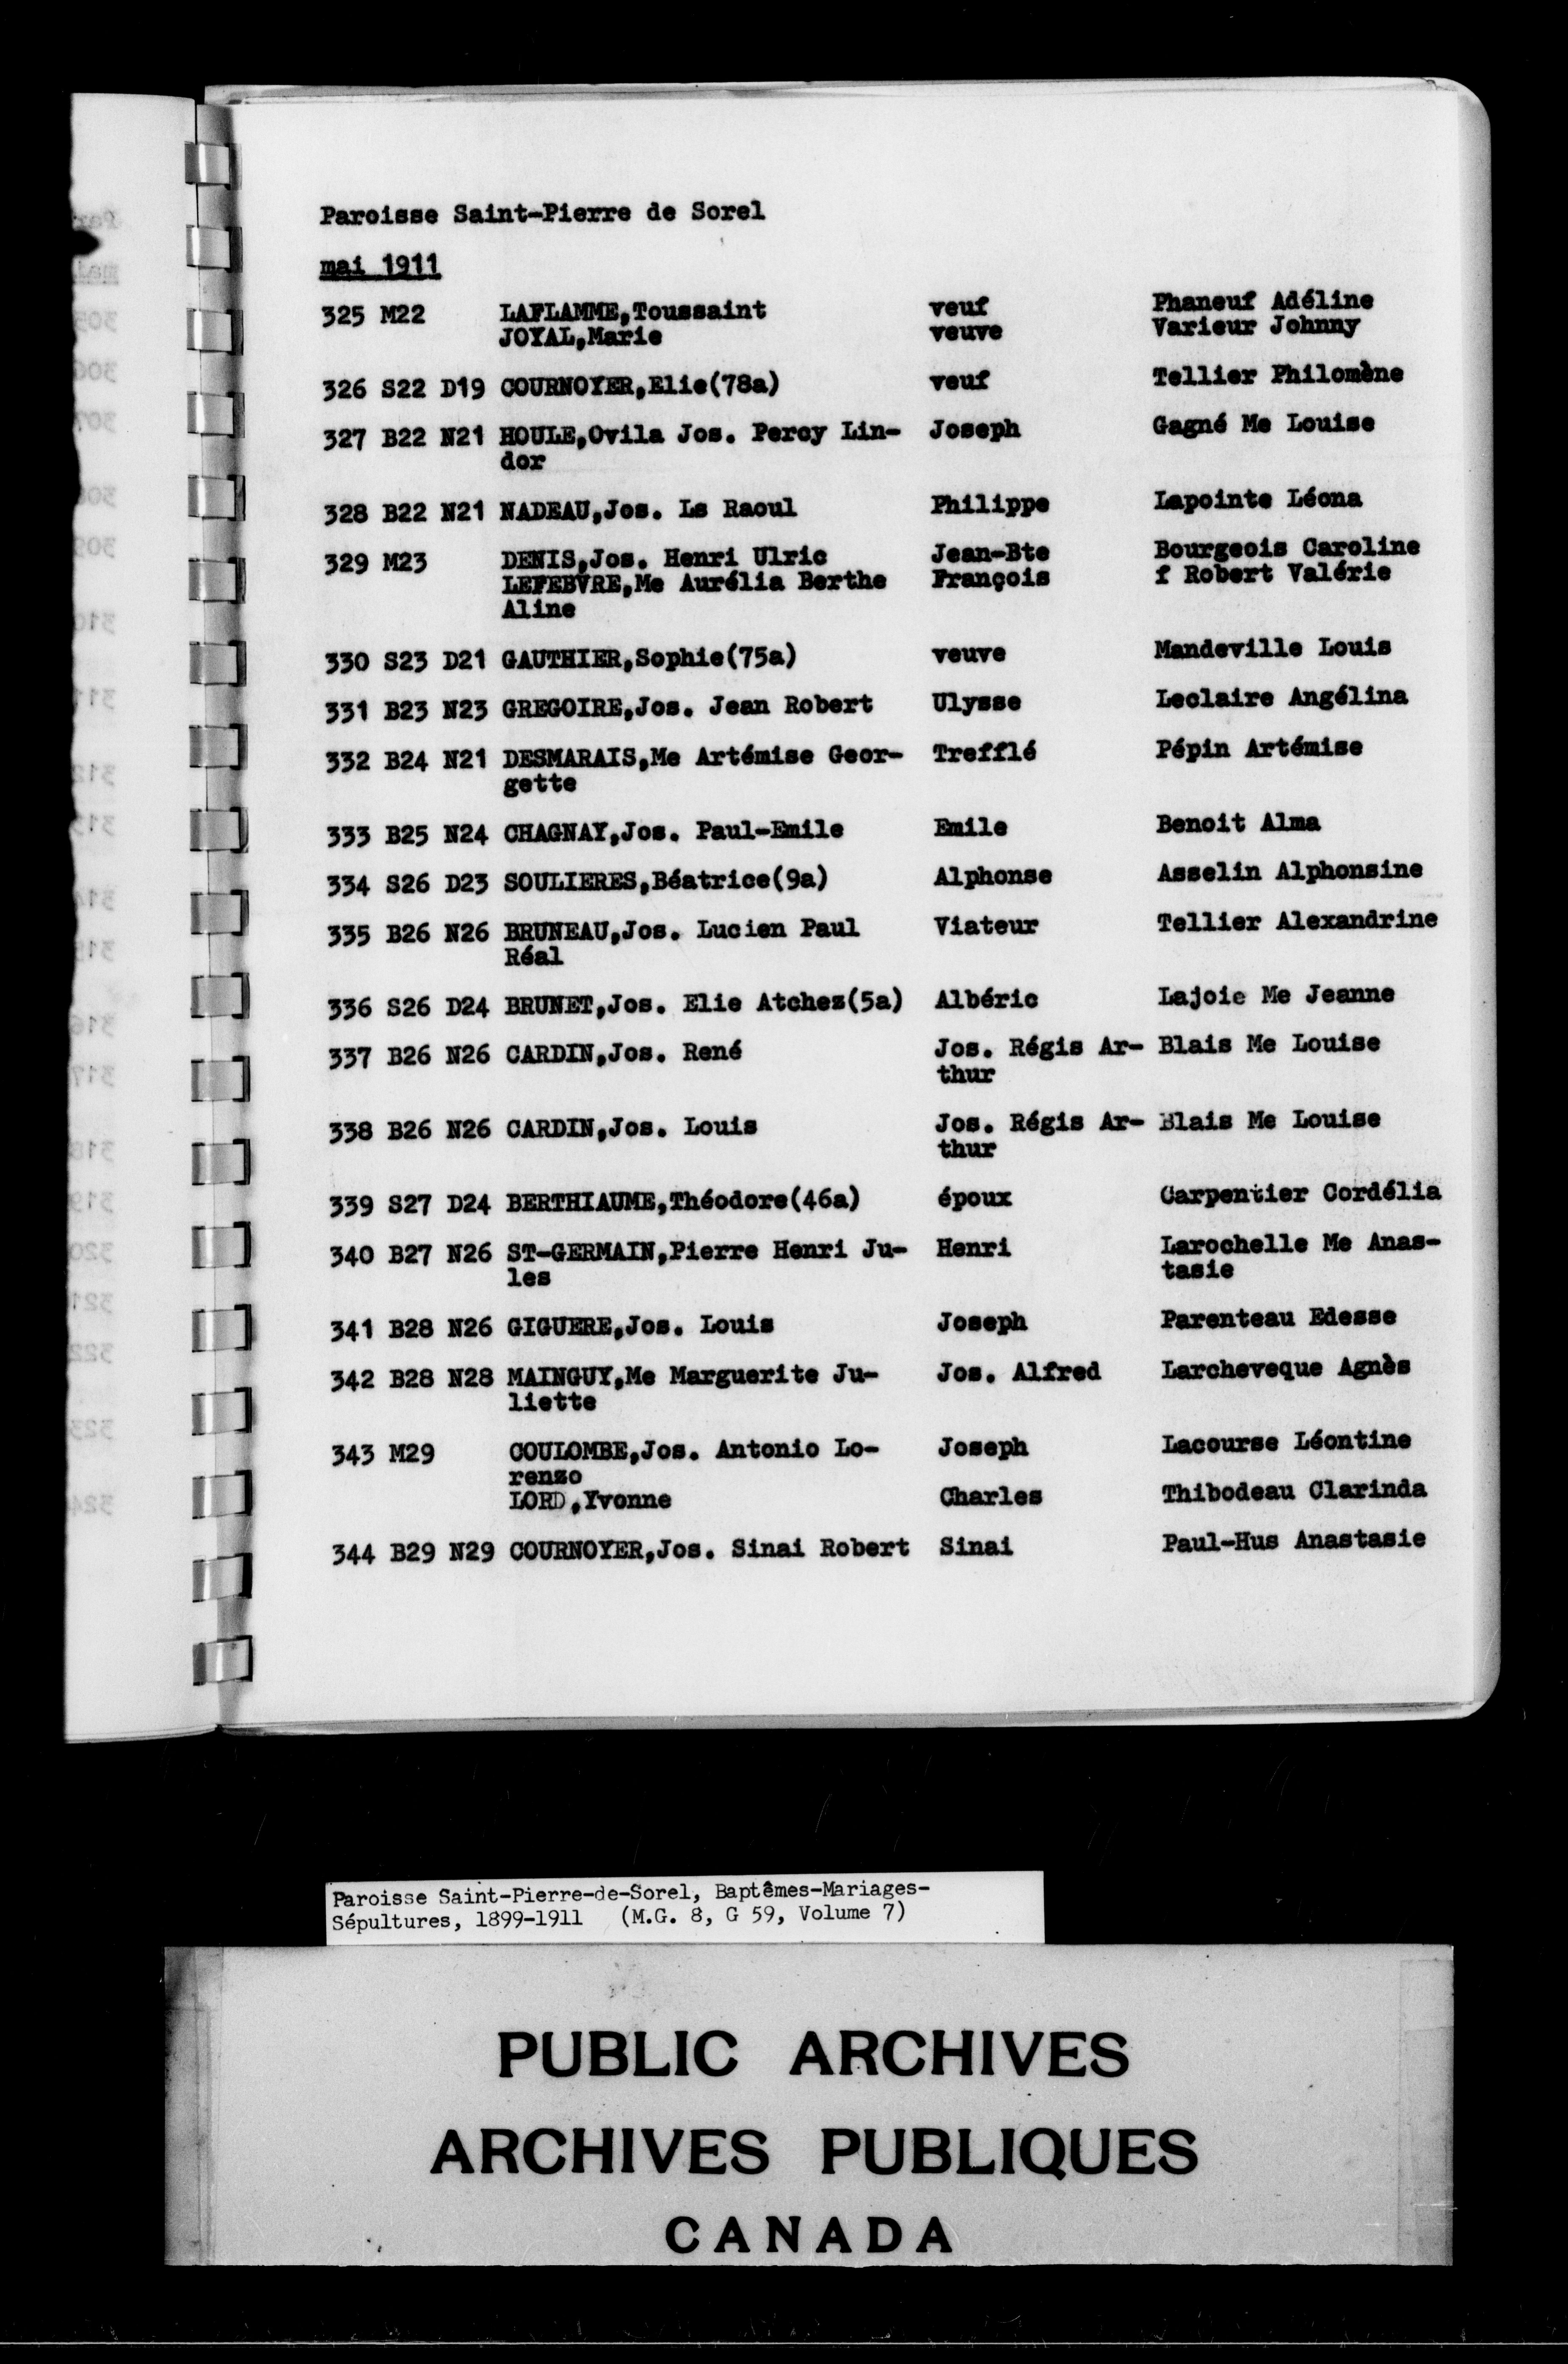 Paroisse Saint-Pierre de Sorel
mai 1911
325 M22 LAFLAMME,Toussaint veuf Phaneuf Adéline
JOYAL,Marie veuve Varieur Johnny
326 S22 D19 COURNOYER,Elie(78a) veuf Tellier Philomène
327 B22 N21 HOULE,Ovila Jos. Percy Lin- Joseph Gagné Me Louise
dor
328 B22 N21 NADEAU,Jos. Ls Raoul Philippe Lapointe Léona
329 M23 DENIS,Jos. Henri Ulric Jean-Bte Bourgeois Caroline
LEFEBVRE,Me Aurélia Berthe François f Robert Valérie
Aline
330 S23 D21 GAUTHIER,Sophie(75a) veuve Mandeville Louis
331 B23 N23 GREGOIRE,Jos. Jean Robert Ulysse Leclaire Angélina
332 B24 N21 DESMARAIS,Me Artémise Geor- Trefflé Pépin Artémise
gette
333 B25 N24 CHAGNAY,Jos. Paul-Emile Emile Benoit Alma
334 S26 D23 SOULIERES,Béatrice(9a) Alphonse Asselin Alphonsine
335 B26 N26 BRUNEAU,Jos. Lucien Paul Viateur Tellier Alexandrine
Réal
336 S26 D24 BRUNET,Jos. Elie Atchez(5a) Albéric Lajoie Me Jeanne
337 B26 N26 CARDIN,Jos. René Jos. Régis Ar- Blais Me Louise
thur
338 B26 N26 CARDIN,Jos. Louis Jos. Régis Ar- Blais Me Louise
thur
339 S27 D24 BERTHIAUME,Théodore(46a) époux Carpentier Cordélia
340 B27 N26 ST-GERMAIN,Pierre Henri Ju- Henri Larochelle Me Anas-
les tasie
341 B28 N26 GIGUERE,Jos. Louis Joseph Parenteau Edesse
342 B28 N28 MAINGUY,Me Marguerite Ju- Jos. Alfred Larcheveque Agnès
liette
343 M29 COULOMBE,Jos. Antonio Lo- Joseph Lacourse Léontine
renzo
LORD,Yvonne Charles Thibodeau Clarinda
344 B29 N29 COURNOYER,Jos. Sinai Robert Sinai Paul-Hus Anastasie
Paroisse Saint-Pierre-de-Sorel, Baptêmes-Mariages-
Sépultures, 1899-1911 (M.G. 8, G 59, Volume 7)
PUBLIC ARCHIVES
ARCHIVES PUBLIQUES
CANADA